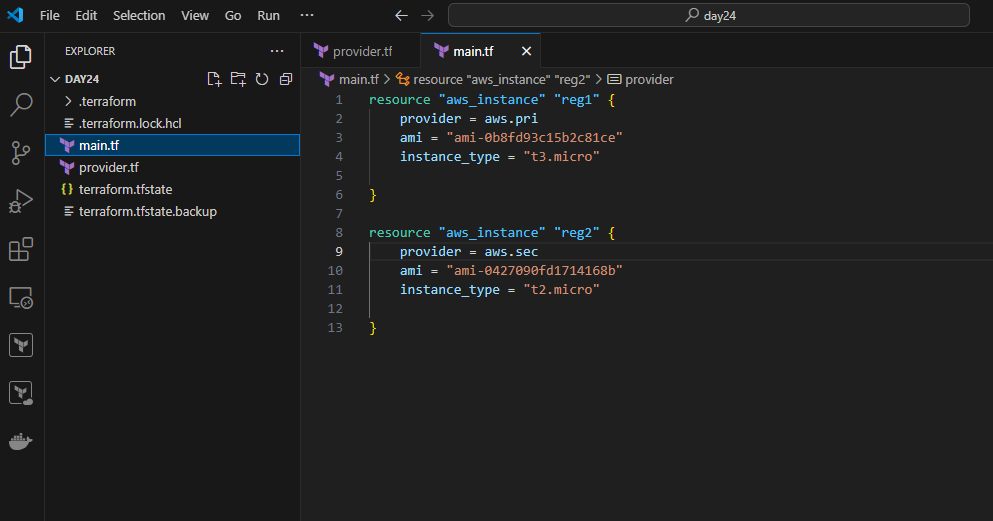 File Edit Selection View Go Run ··· ← → day24
EXPLORER ···
DAY24
.terraform
.terraform.lock.hcl
main.tf
provider.tf
{} terraform.tfstate
terraform.tfstate.backup
provider.tf main.tf ×
main.tf > resource "aws_instance" "reg2" > provider
1 resource "aws_instance" "reg1" {
2 provider = aws.pri
3 ami = "ami-0b8fd93c15b2c81ce"
4 instance_type = "t3.micro"
5
6 }
7
8 resource "aws_instance" "reg2" {
9 provider = aws.sec
10 ami = "ami-0427090fd1714168b"
11 instance_type = "t2.micro"
12
13 }